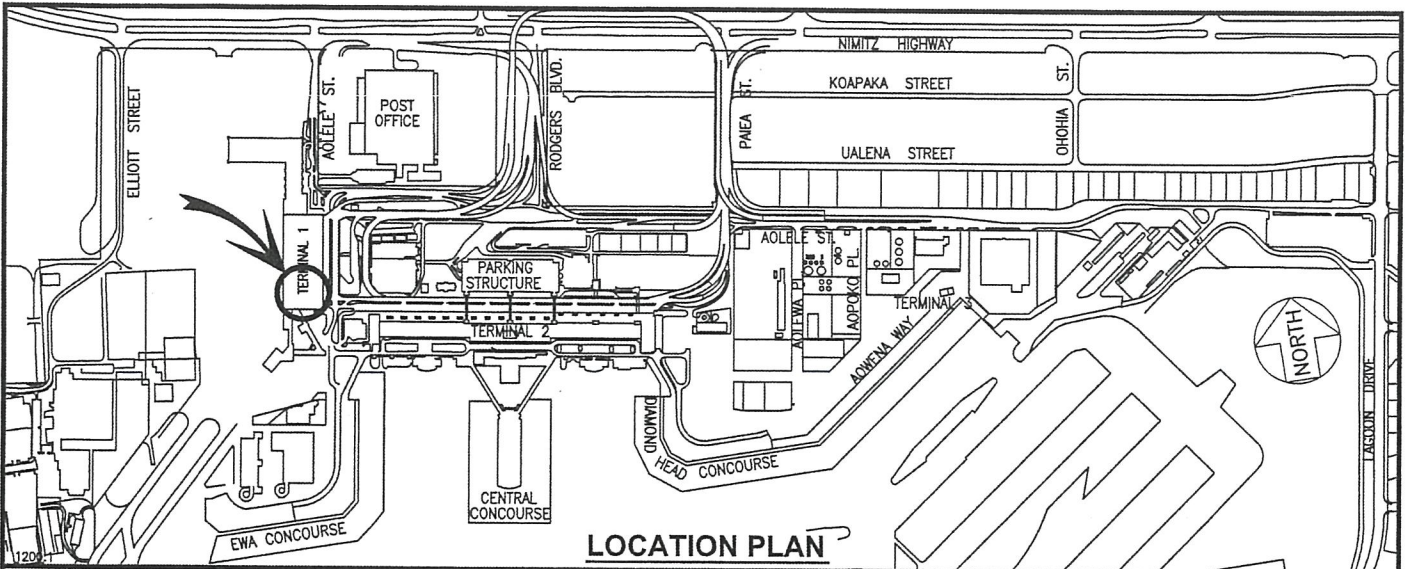 NIMITZ HIGHWAY
KOAPAKA STREET
UALENA STREET
ELLIOTT STREET
AOLELE ST.
POST
OFFICE
RODGERS BLVD.
PAIEA ST.
OHOHIA ST.
TERMINAL 1
PARKING
STRUCTURE
TERMINAL 2
AOLELE ST.
AOLEWA PL.
AOPOKO PL.
TERMINAL 3
AOWENA WAY
NORTH
LAGOON DRIVE
DIAMOND HEAD CONCOURSE
CENTRAL
CONCOURSE
EWA CONCOURSE
LOCATION PLAN